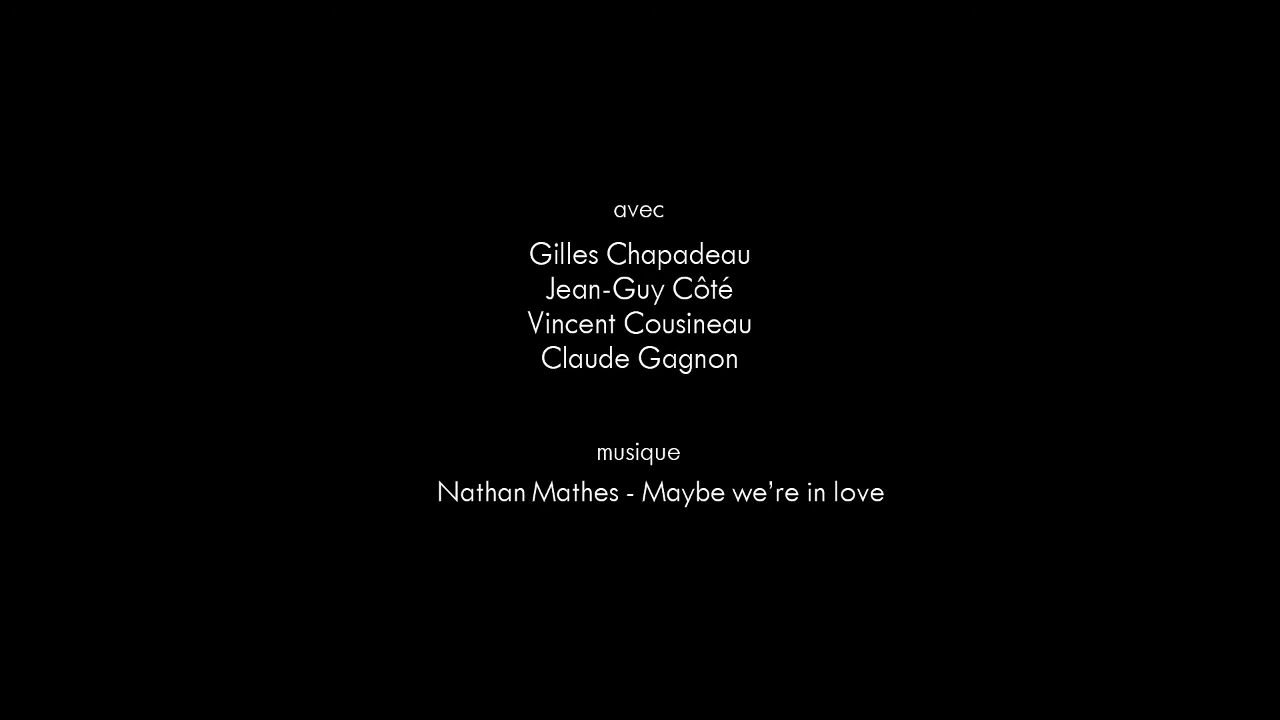 avec
Gilles Chapadeau
Jean-Guy Côté
Vincent Cousineau
Claude Gagnon
musique
Nathan Mathes - Maybe we’re in love